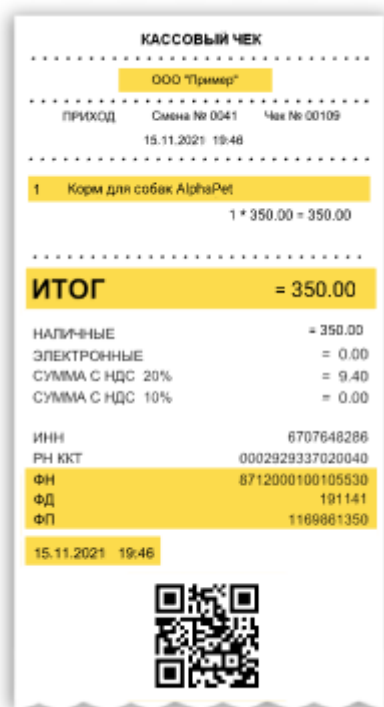 КАССОВЫЙ ЧЕК
ООО "Пример"
ПРИХОД Смена № 0041 Чек № 00109
15.11.2021 19:46
1 Корм для собак AlphaPet
1 * 350.00 = 350.00
ИТОГ = 350.00
НАЛИЧНЫЕ = 350.00
ЭЛЕКТРОННЫЕ = 0.00
СУММА С НДС 20% = 9.40
СУММА С НДС 10% = 0.00
ИНН 6707648286
РН ККТ 0002929337020040
ФН 8712000100105530
ФД 191141
ФП 1169861350
15.11.2021 19:46